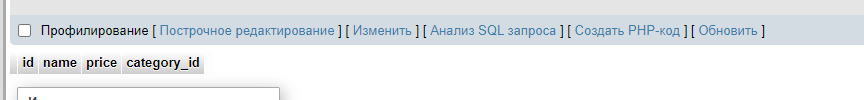 Профилирование [ Построчное редактирование ] [ Изменить ] [ Анализ SQL запроса ] [ Создать PHP-код ] [ Обновить ]
id name price category_id